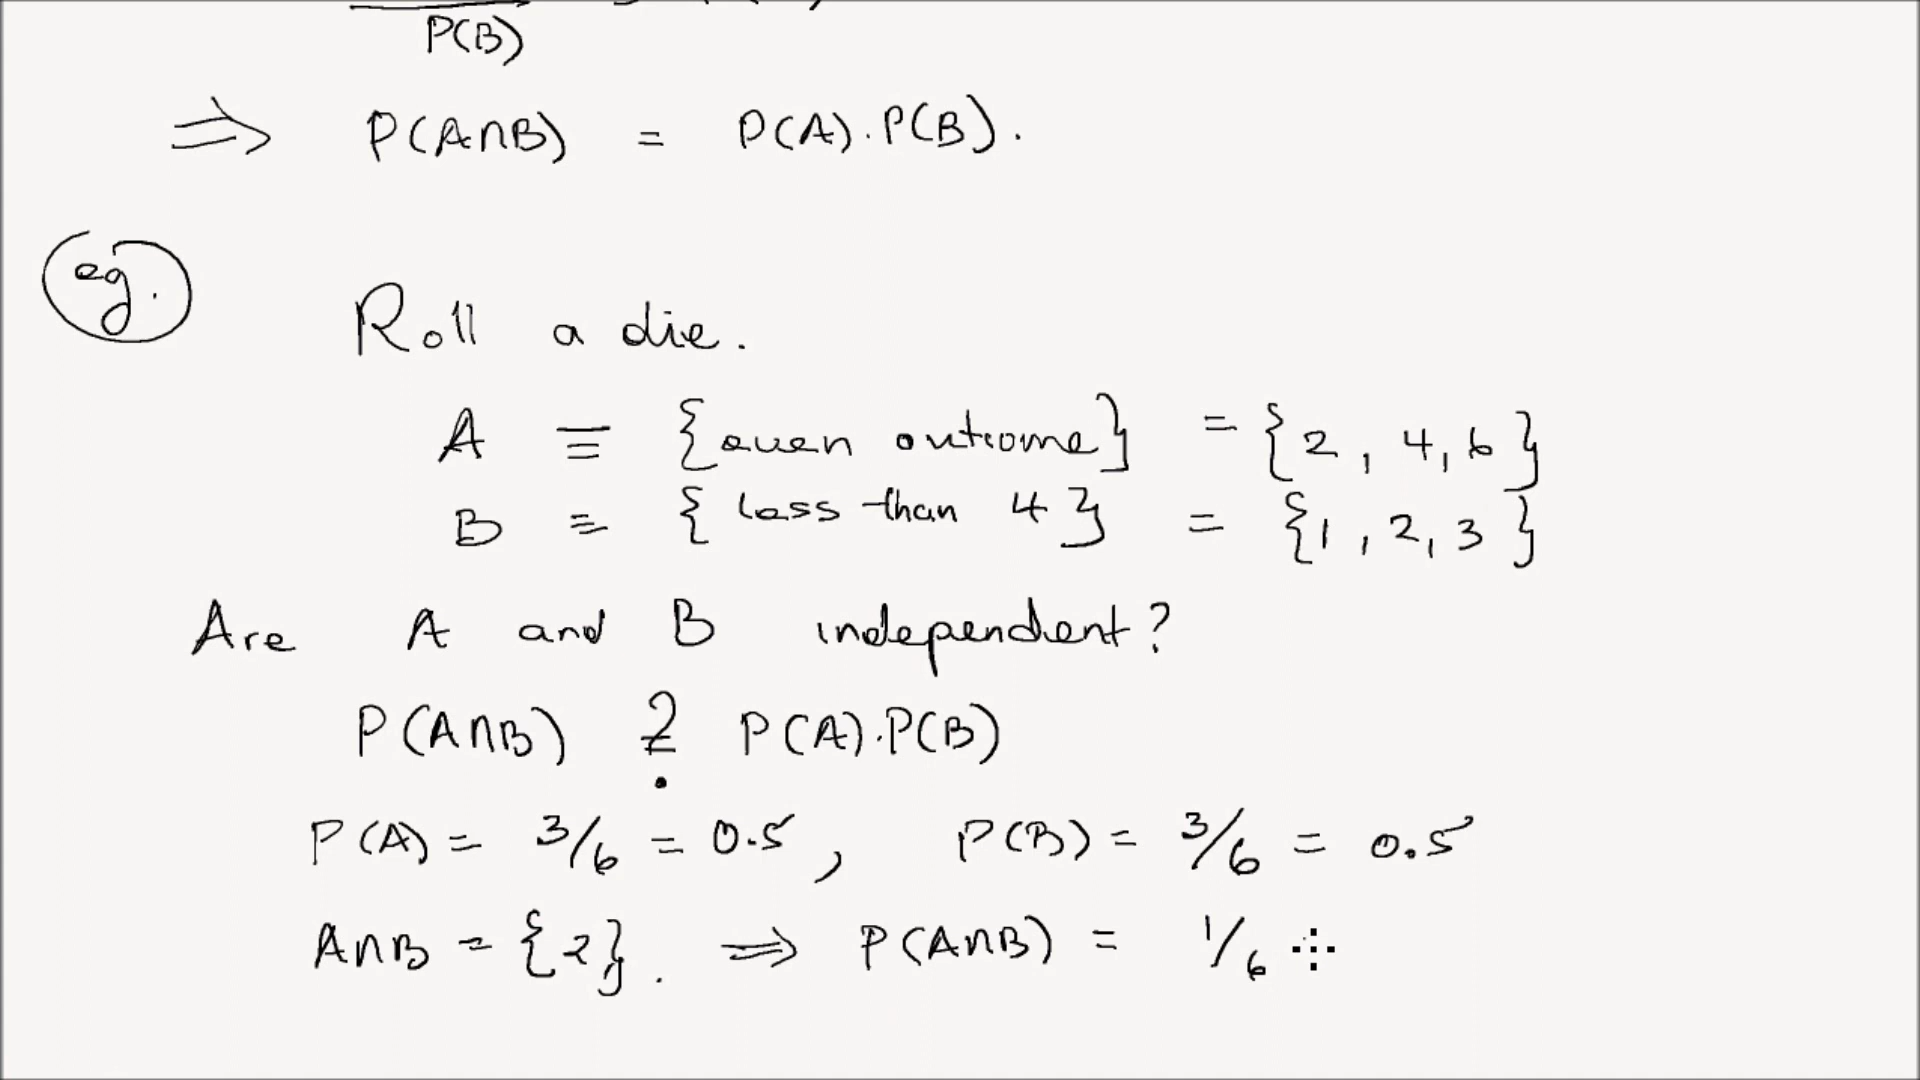 P(B)
⇒ P(A∩B) = P(A).P(B).
eg.
Roll a die.
A ≡ {even outcome} = {2, 4, 6}
B ≡ {less than 4} = {1, 2, 3}
Are A and B independent?
P(A∩B) ≟ P(A).P(B)
P(A) = 3/6 = 0.5, P(B) = 3/6 = 0.5
A∩B = {2}. ⇒ P(A∩B) = 1/6